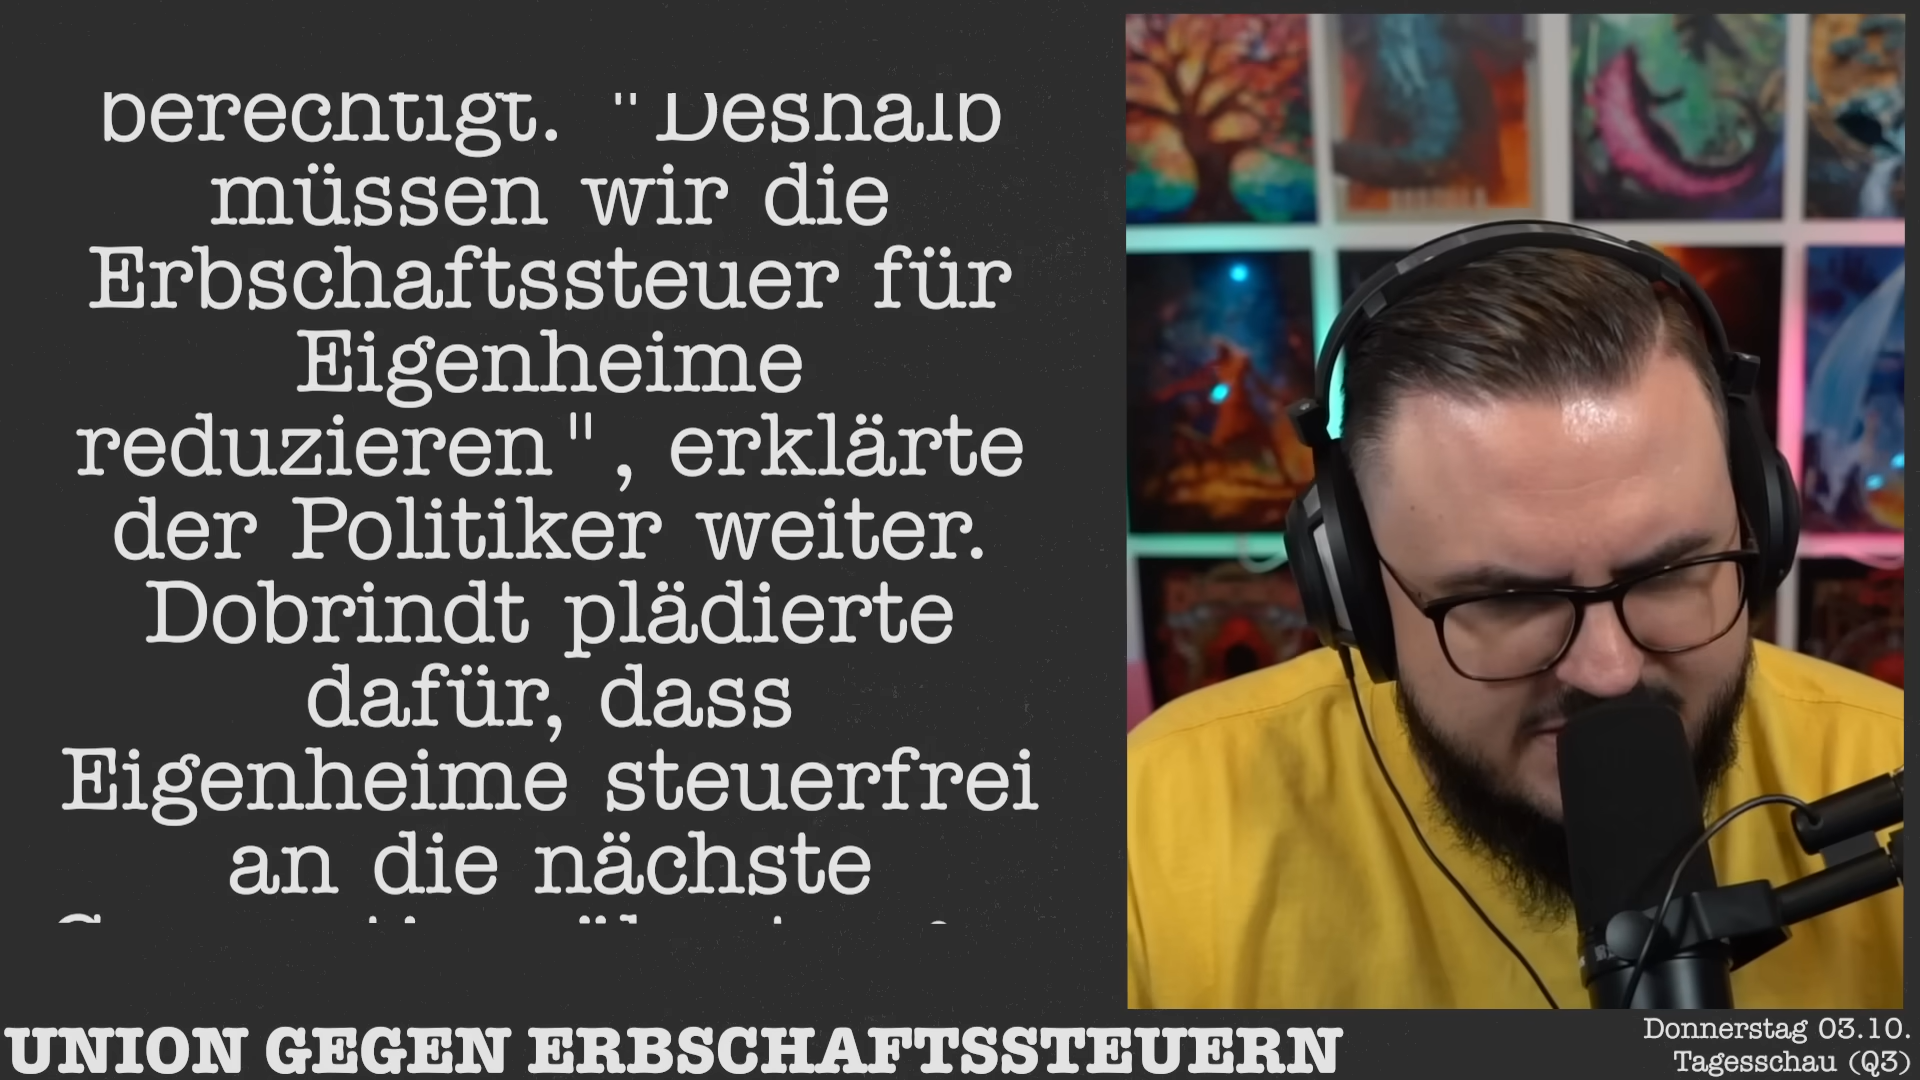 berechtigt. "Deshalb
müssen wir die
Erbschaftssteuer für
Eigenheime
reduzieren", erklärte
der Politiker weiter.
Dobrindt plädierte
dafür, dass
Eigenheime steuerfrei
an die nächste
UNION GEGEN ERBSCHAFTSSTEUERN
Donnerstag 03.10.
Tagesschau (Q3)